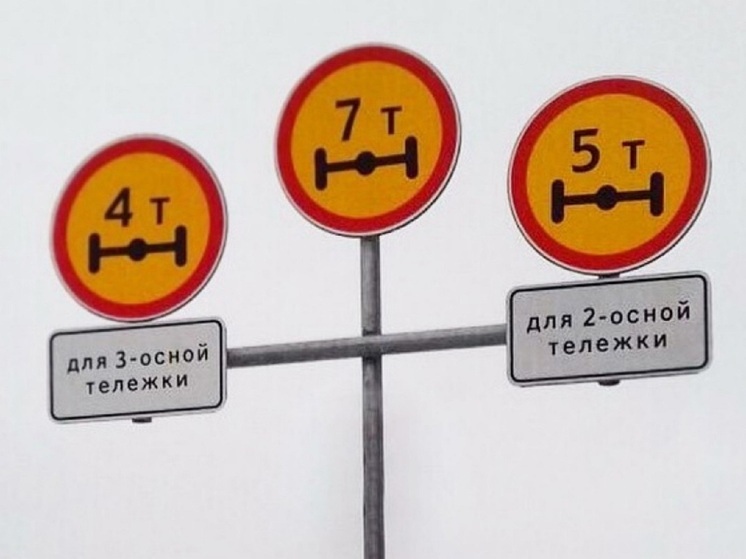 4 т
для 3-осной
тележки
7 т
5 т
для 2-осной
тележки